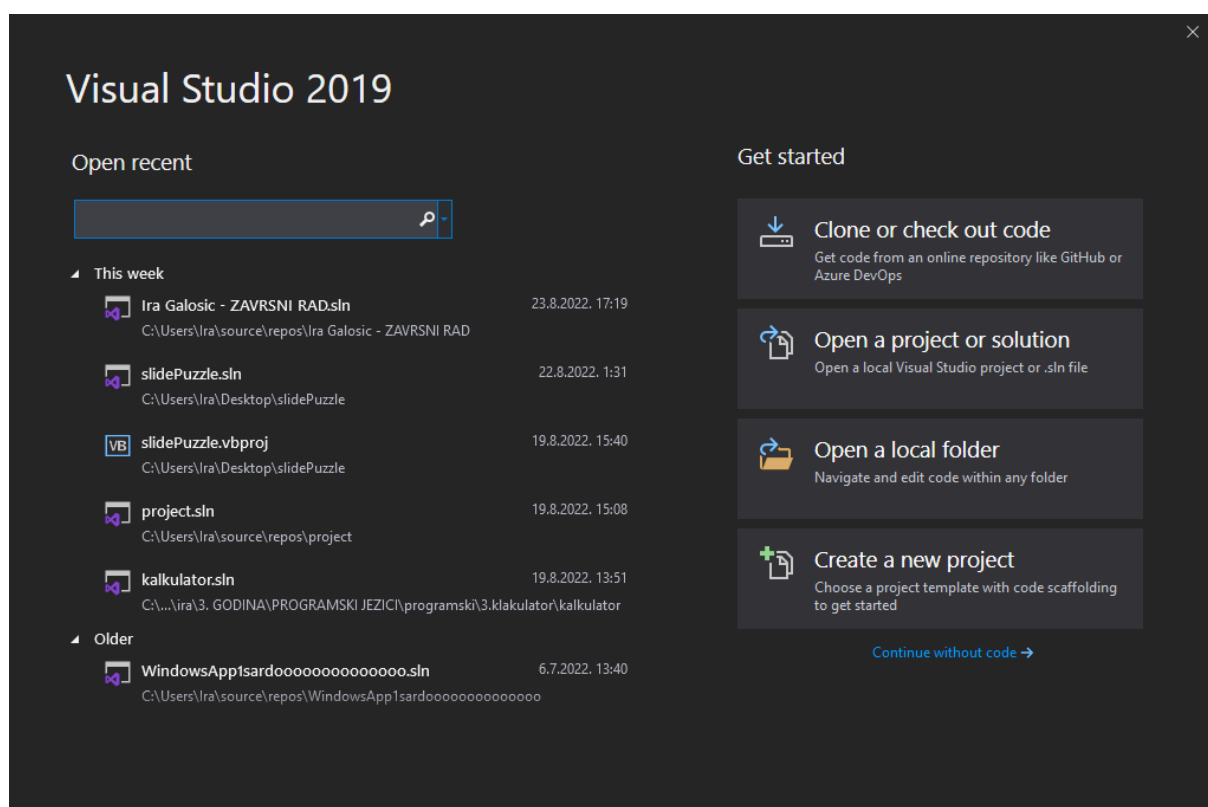 Visual Studio 2019
Open recent
This week
Ira Galosic - ZAVRSNI RAD.sln
23.8.2022. 17:19
C:\Users\Ira\source\repos\Ira Galosic - ZAVRSNI RAD
slidePuzzle.sln
22.8.2022. 1:31
C:\Users\Ira\Desktop\slidePuzzle
VB
slidePuzzle.vbproj
19.8.2022. 15:40
C:\Users\Ira\Desktop\slidePuzzle
project.sln
19.8.2022. 15:08
C:\Users\Ira\source\repos\project
kalkulator.sln
19.8.2022. 13:51
C:\...\ira\3. GODINA\PROGRAMSKI JEZICI\programski\3.klakulator\kalkulator
Older
WindowsApp1sardoooooooooooooo.sln
6.7.2022. 13:40
C:\Users\Ira\source\repos\WindowsApp1sardoooooooooooooo
Get started
Clone or check out code
Get code from an online repository like GitHub or
Azure DevOps
Open a project or solution
Open a local Visual Studio project or .sln file
Open a local folder
Navigate and edit code within any folder
Create a new project
Choose a project template with code scaffolding
to get started
Continue without code →